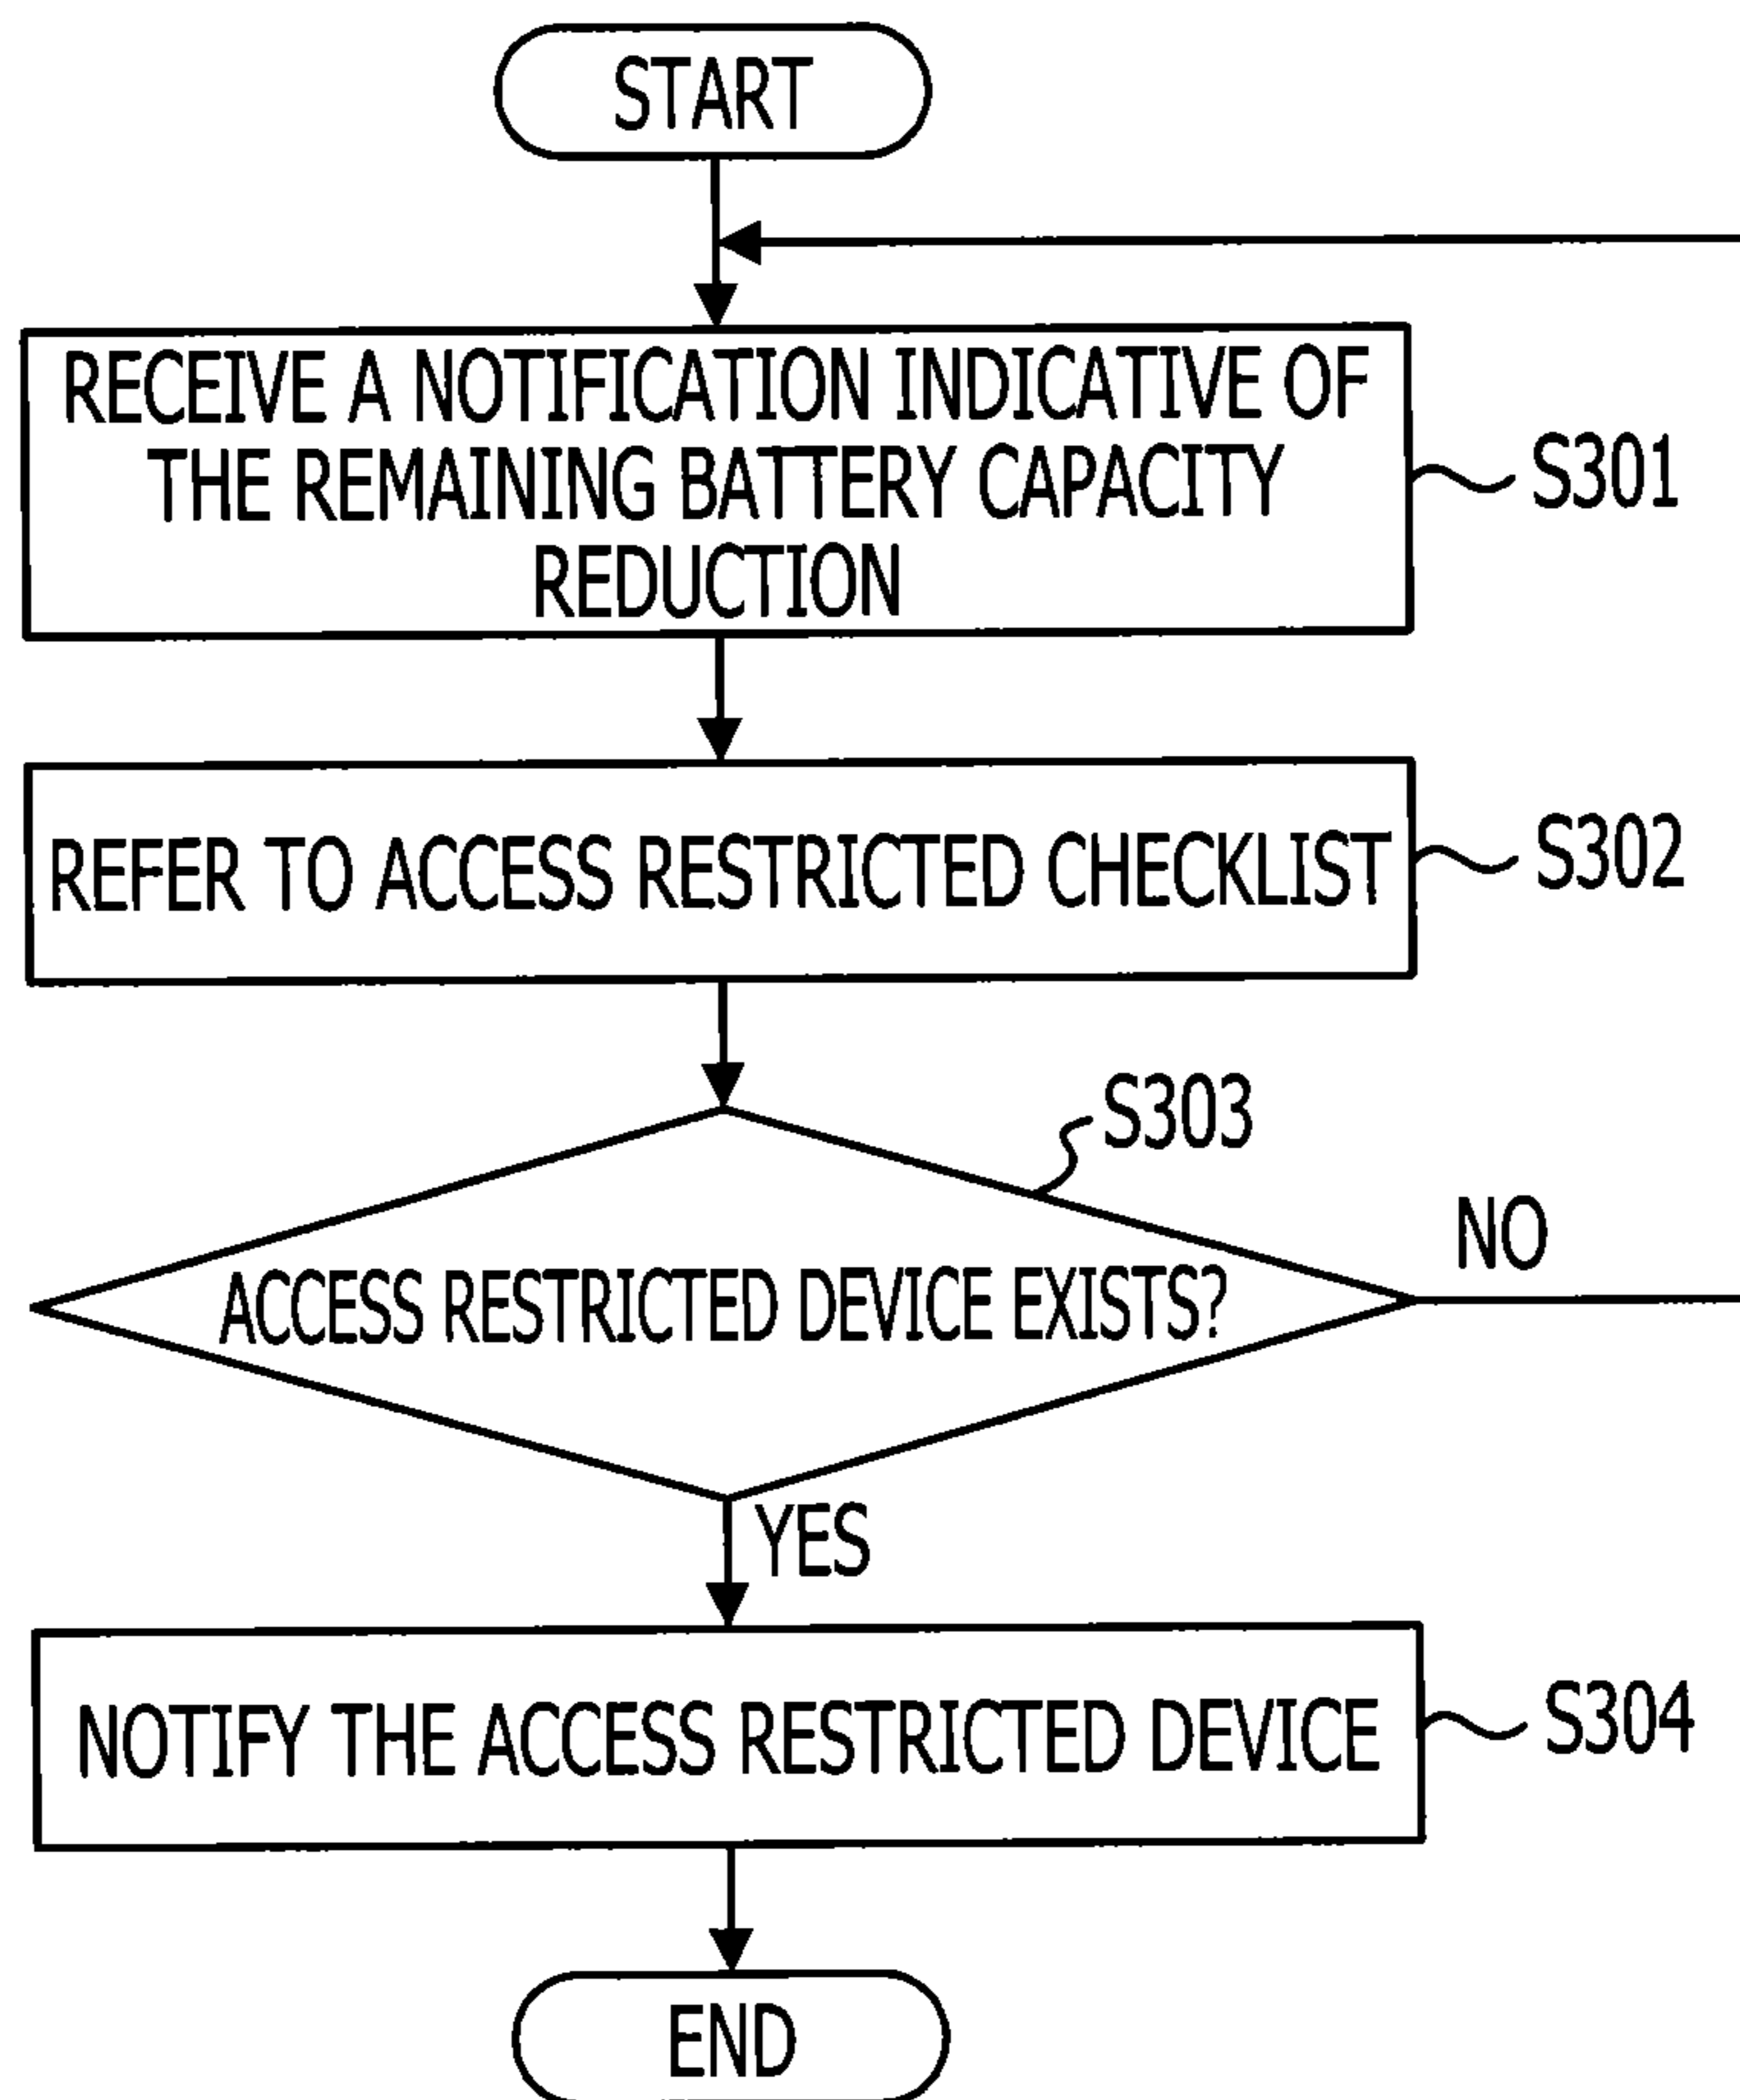 START
RECEIVE A NOTIFICATION INDICATIVE OF
THE REMAINING BATTERY CAPACITY
REDUCTION
S301
REFER TO ACCESS RESTRICTED CHECKLIST
S302
S303
ACCESS RESTRICTED DEVICE EXISTS?
NO
YES
NOTIFY THE ACCESS RESTRICTED DEVICE
S304
END